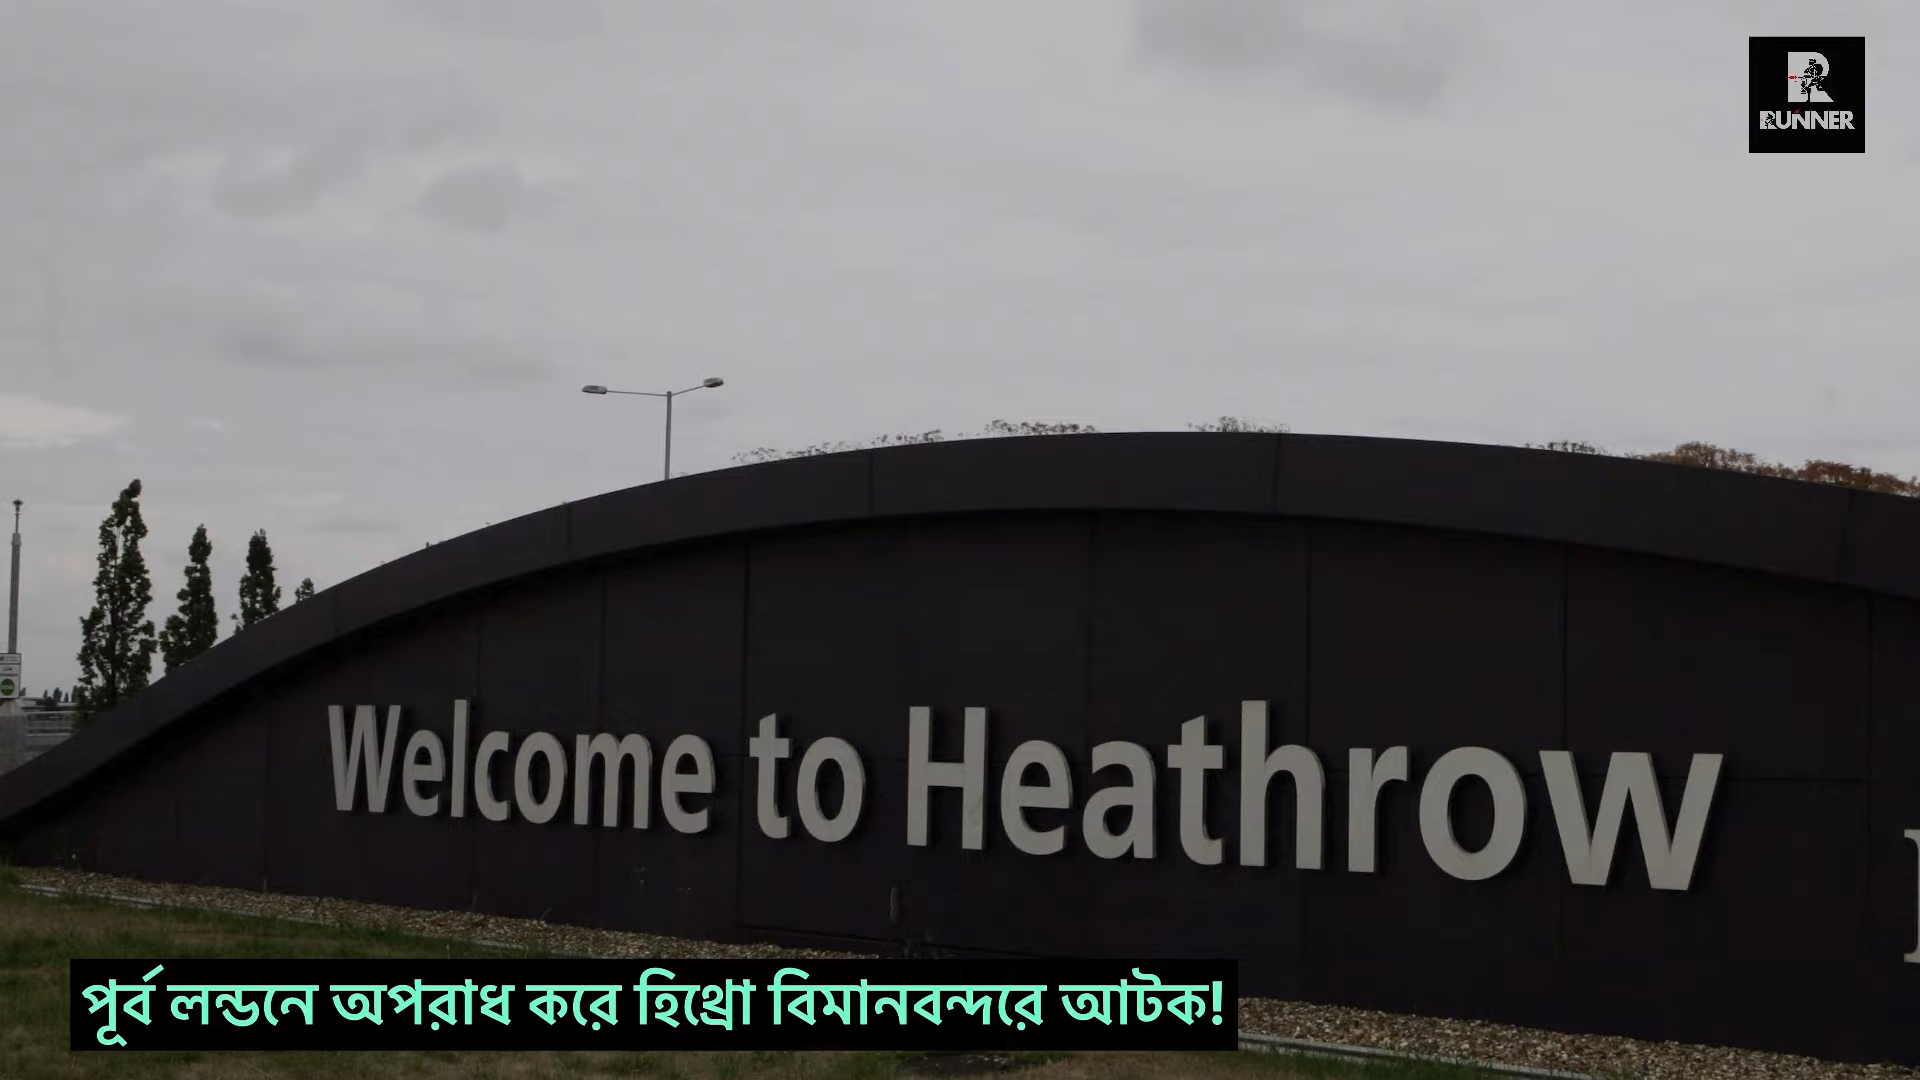 RUNNER
Welcome to Heathrow
পূর্ব লন্ডনে অপরাধ করে হিথ্রো বিমানবন্দরে আটক!